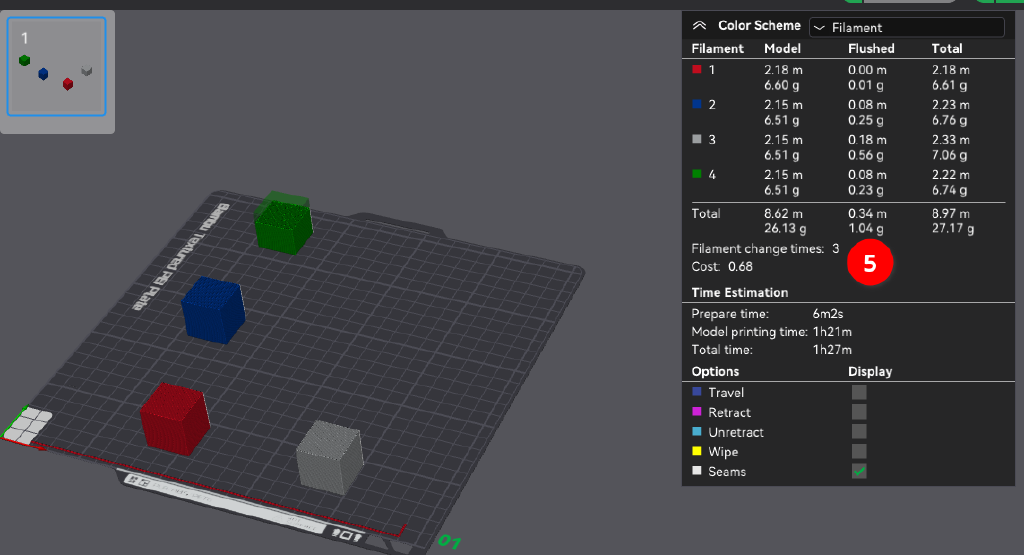 1
Color Scheme Filament
Filament Model Flushed Total
1 2.18 m 0.00 m 2.18 m
6.60 g 0.01 g 6.61 g
2 2.15 m 0.08 m 2.23 m
6.51 g 0.25 g 6.76 g
3 2.15 m 0.18 m 2.33 m
6.51 g 0.56 g 7.06 g
4 2.15 m 0.08 m 2.22 m
6.51 g 0.23 g 6.74 g
Total 8.62 m 0.34 m 8.97 m
26.13 g 1.04 g 27.17 g
Filament change times: 3
Cost: 0.68
5
Time Estimation
Prepare time: 6m2s
Model printing time: 1h21m
Total time: 1h27m
Options Display
Travel
Retract
Unretract
Wipe
Seams
Bambu Textured PEI Plate
01